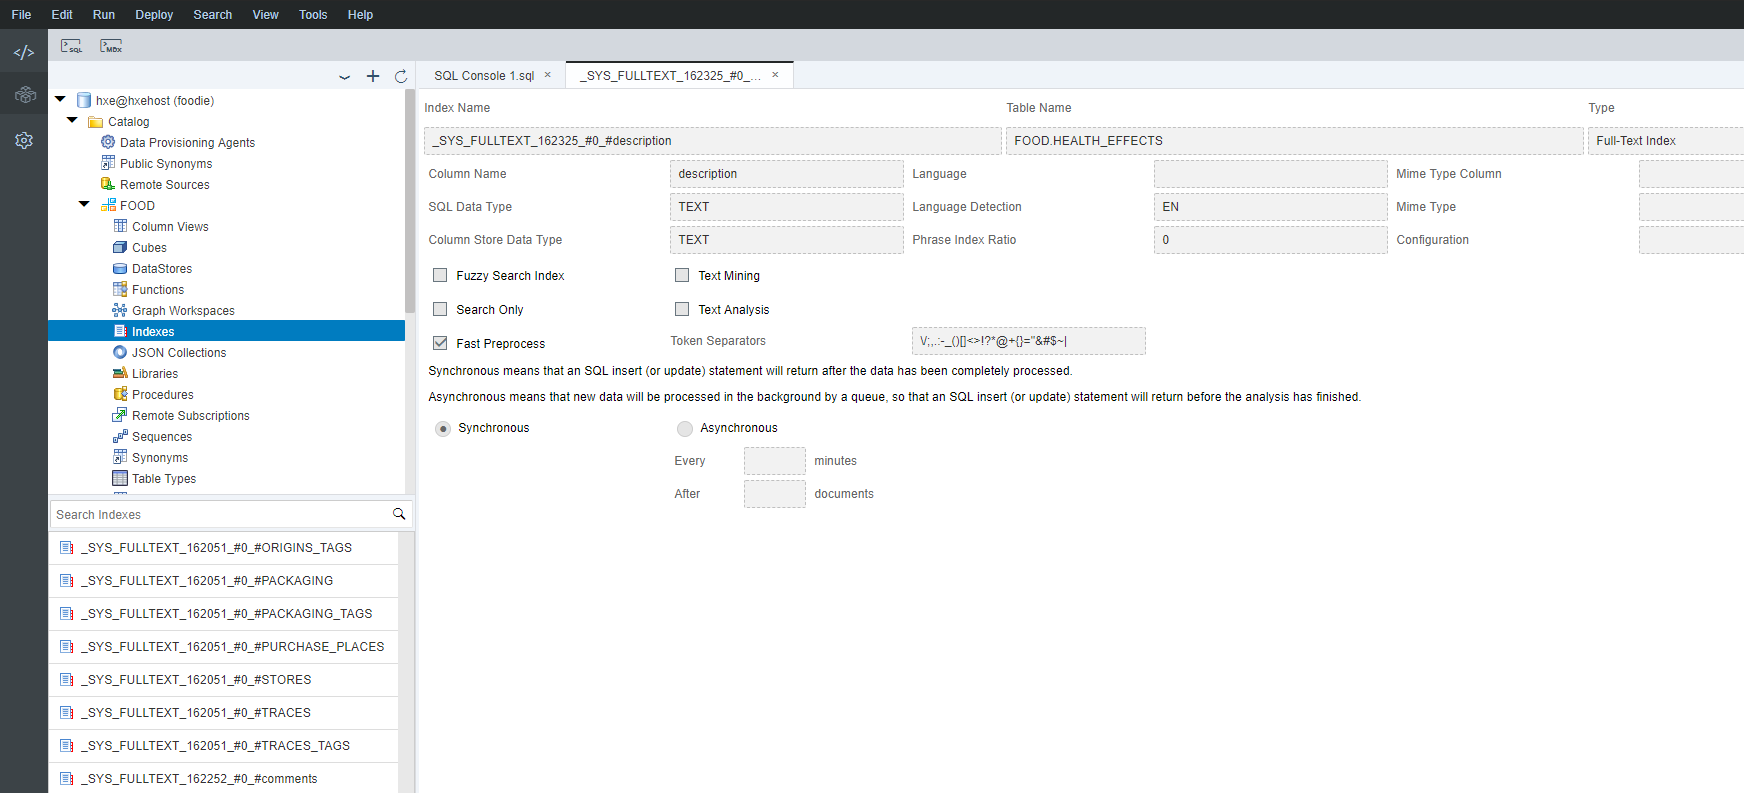 File Edit Run Deploy Search View Tools Help
SQL MDX
hxe@hxehost (foodie)
Catalog
Data Provisioning Agents
Public Synonyms
Remote Sources
FOOD
Column Views
Cubes
DataStores
Functions
Graph Workspaces
Indexes
JSON Collections
Libraries
Procedures
Remote Subscriptions
Sequences
Synonyms
Table Types
Search Indexes
_SYS_FULLTEXT_162051_#0_#ORIGINS_TAGS
_SYS_FULLTEXT_162051_#0_#PACKAGING
_SYS_FULLTEXT_162051_#0_#PACKAGING_TAGS
_SYS_FULLTEXT_162051_#0_#PURCHASE_PLACES
_SYS_FULLTEXT_162051_#0_#STORES
_SYS_FULLTEXT_162051_#0_#TRACES
_SYS_FULLTEXT_162051_#0_#TRACES_TAGS
_SYS_FULLTEXT_162252_#0_#comments
SQL Console 1.sql × _SYS_FULLTEXT_162325_#0_... ×
Index Name Table Name Type
_SYS_FULLTEXT_162325_#0_#description FOOD.HEALTH_EFFECTS Full-Text Index
Column Name description Language Mime Type Column
SQL Data Type TEXT Language Detection EN Mime Type
Column Store Data Type TEXT Phrase Index Ratio 0 Configuration
Fuzzy Search Index Text Mining
Search Only Text Analysis
Fast Preprocess Token Separators \/;,.:-_()[]<>!?*@+{}="&#$~|
Synchronous means that an SQL insert (or update) statement will return after the data has been completely processed.
Asynchronous means that new data will be processed in the background by a queue, so that an SQL insert (or update) statement will return before the analysis has finished.
Synchronous Asynchronous
Every minutes
After documents